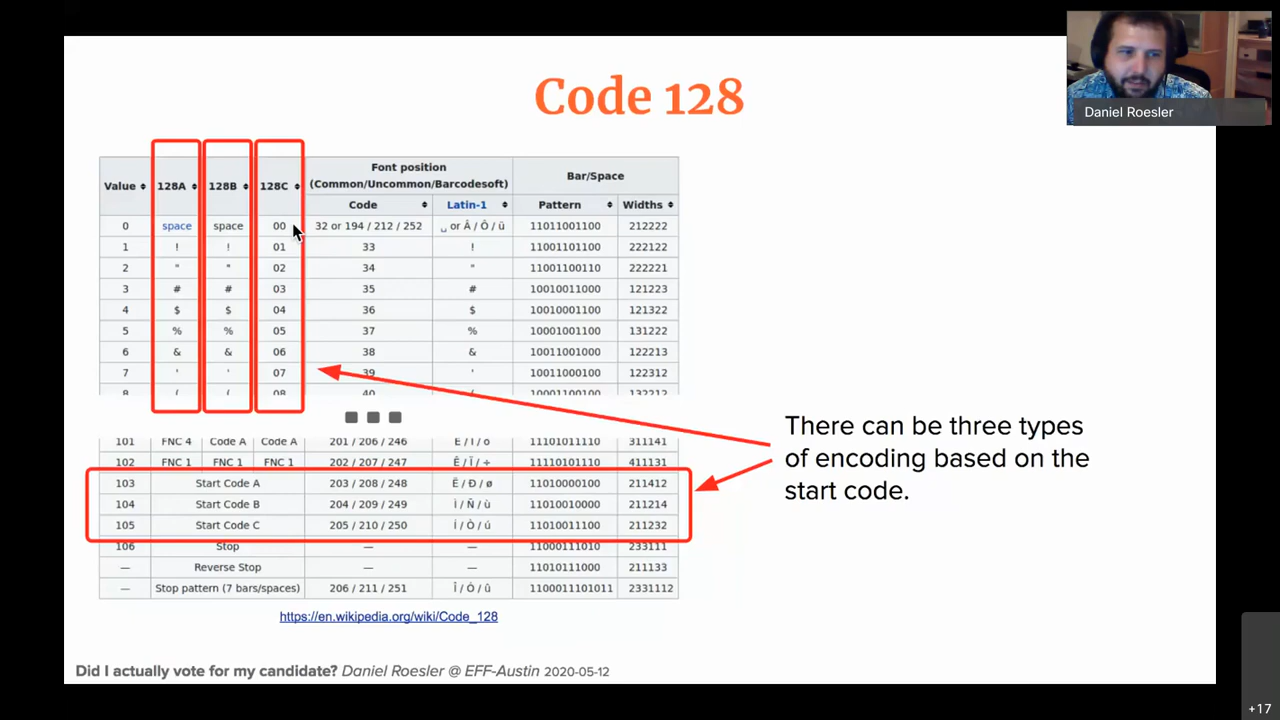 Code 128
Daniel Roesler
Value 128A 128B 128C Font position (Common/Uncommon/Barcodesoft) Bar/Space
Code Latin-1 Pattern Widths
0 space space 00 32 or 194 / 212 / 252 ␣ or Â / Ô / ü 11011001100 212222
1 ! ! 01 33 ! 11001101100 222122
2 " " 02 34 " 11001100110 222221
3 # # 03 35 # 10010011000 121223
4 $ $ 04 36 $ 10010001100 121322
5 % % 05 37 % 10001001100 131222
6 & & 06 38 & 10011001000 122213
7 ' ' 07 39 ' 10011000100 122312
8 ( ( 08 40 ( 10001100100 132212
101 FNC 4 Code A Code A 201 / 206 / 246 É / Î / ö 11101011110 311141
102 FNC 1 FNC 1 FNC 1 202 / 207 / 247 Ê / Ï / ÷ 11110101110 411131
103 Start Code A 203 / 208 / 248 Ë / Ð / ø 11010000100 211412
104 Start Code B 204 / 209 / 249 Ì / Ñ / ù 11010010000 211214
105 Start Code C 205 / 210 / 250 Í / Ò / ú 11010011100 211232
106 Stop — — 11000111010 233111
— Reverse Stop — — 11010111000 211133
— Stop pattern (7 bars/spaces) 206 / 211 / 251 Î / Ó / û 1100011101011 2331112
There can be three types
of encoding based on the
start code.
https://en.wikipedia.org/wiki/Code_128
Did I actually vote for my candidate? Daniel Roesler @ EFF-Austin 2020-05-12
+17